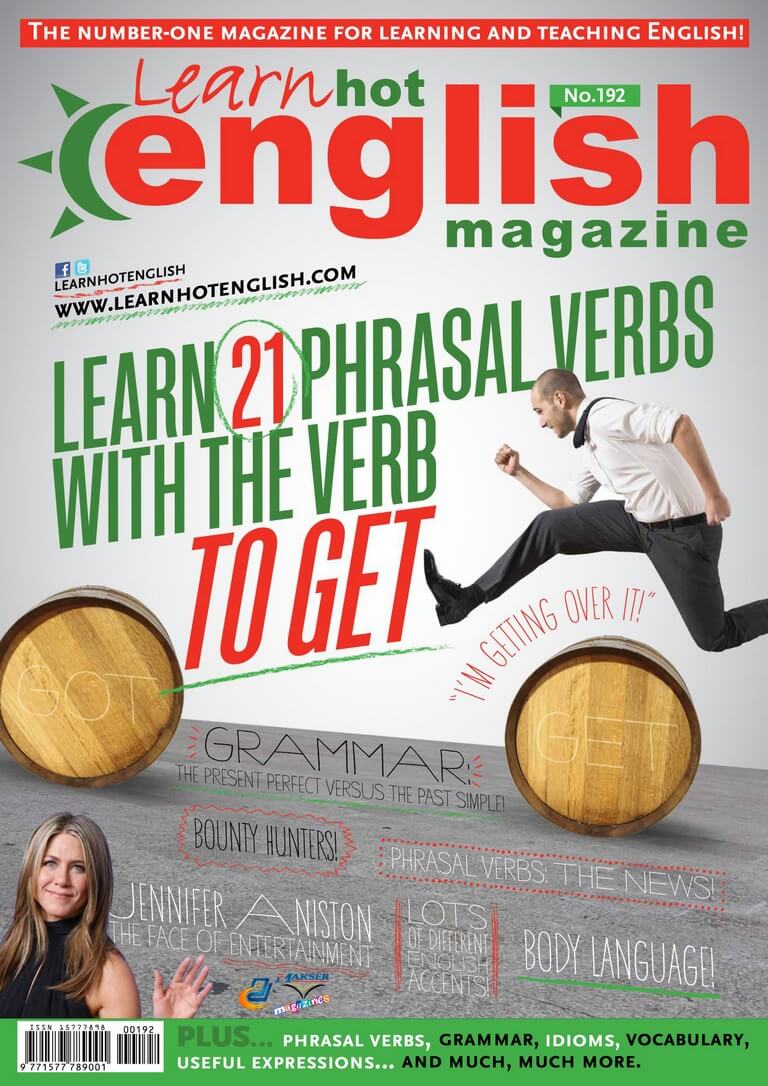 THE NUMBER-ONE MAGAZINE FOR LEARNING AND TEACHING ENGLISH!
Learn hot
No.192
english
magazine
LEARNHOTENGLISH
WWW.LEARNHOTENGLISH.COM
LEARN 21 PHRASAL VERBS
WITH THE VERB
TO GET
"I'M GETTING OVER IT!"
GOT
GET
GRAMMAR:
THE PRESENT PERFECT VERSUS THE PAST SIMPLE!
BOUNTY HUNTERS!
PHRASAL VERBS: THE NEWS!
JENNIFER ANISTON
THE FACE OF ENTERTAINMENT
LOTS
OF DIFFERENT
ENGLISH
ACCENTS!
BODY LANGUAGE!
MAKSER
magazines
ISSN 15777898
00192
9 771577 789001
PLUS... PHRASAL VERBS, GRAMMAR, IDIOMS, VOCABULARY,
USEFUL EXPRESSIONS... AND MUCH, MUCH MORE.